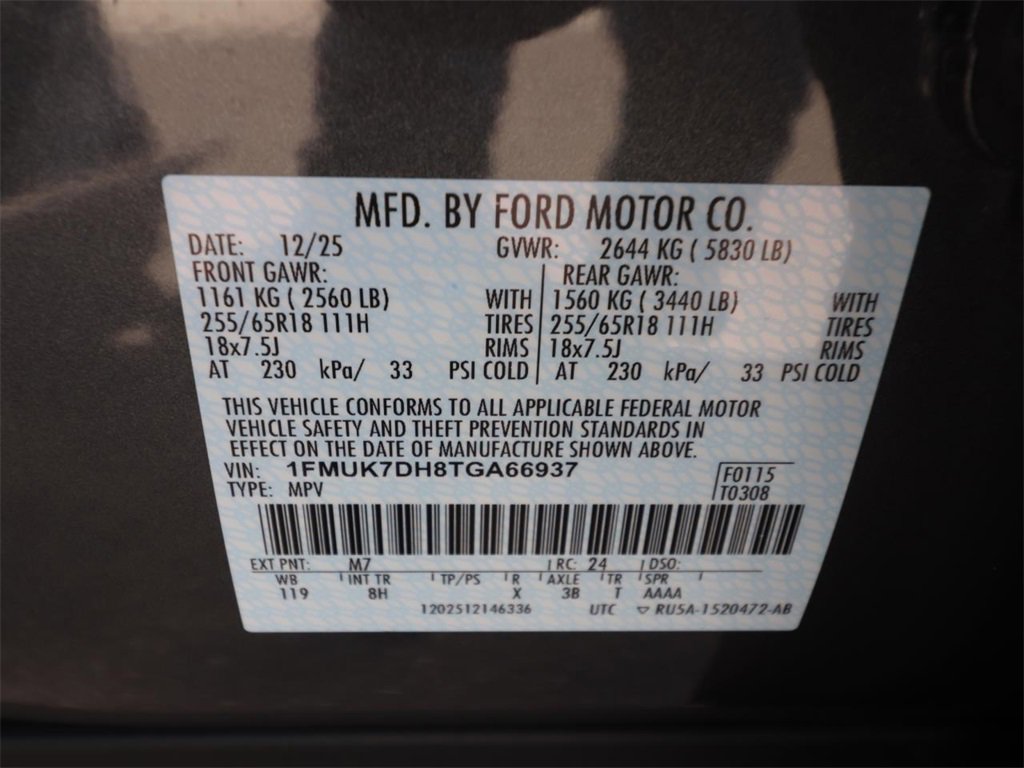 MFD. BY FORD MOTOR CO.
DATE: 12/25 GVWR: 2644 KG ( 5830 LB)
FRONT GAWR: REAR GAWR:
1161 KG ( 2560 LB) WITH 1560 KG ( 3440 LB) WITH
255/65R18 111H TIRES 255/65R18 111H TIRES
18x7.5J RIMS 18x7.5J RIMS
AT 230 kPa/ 33 PSI COLD AT 230 kPa/ 33 PSI COLD
THIS VEHICLE CONFORMS TO ALL APPLICABLE FEDERAL MOTOR
VEHICLE SAFETY AND THEFT PREVENTION STANDARDS IN
EFFECT ON THE DATE OF MANUFACTURE SHOWN ABOVE.
VIN: 1FMUK7DH8TGA66937 F0115
TYPE: MPV T0308
EXT PNT: M7 RC: 24 DSO:
WB INT TR TP/PS R AXLE TR SPR
119 8H X 3B T AAAA
1202512146336 UTC ▽ RU5A-1520472-AB